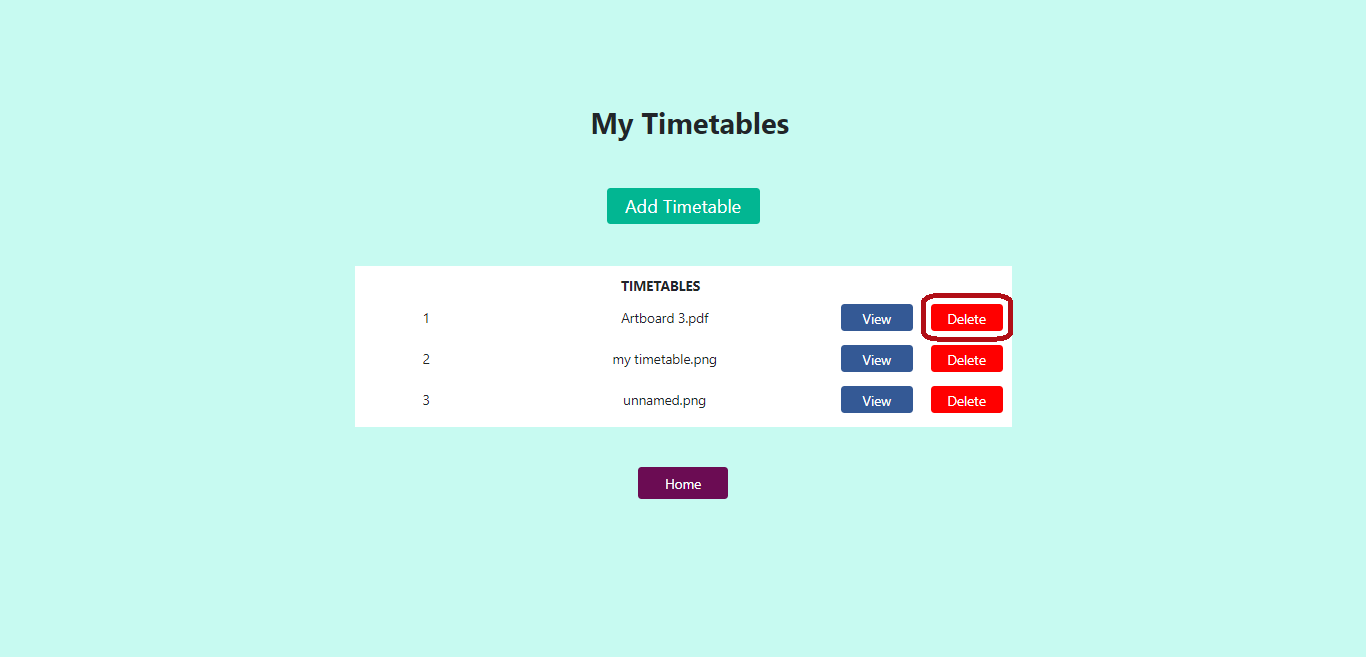 My Timetables
Add Timetable
TIMETABLES
1 Artboard 3.pdf View Delete
2 my timetable.png View Delete
3 unnamed.png View Delete
Home